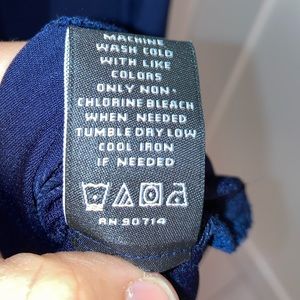 MACHINE
WASH COLD
WITH LIKE
COLORS
ONLY NON-
CHLORINE BLEACH
WHEN NEEDED
TUMBLE DRY LOW
COOL IRON
IF NEEDED
RN 90714